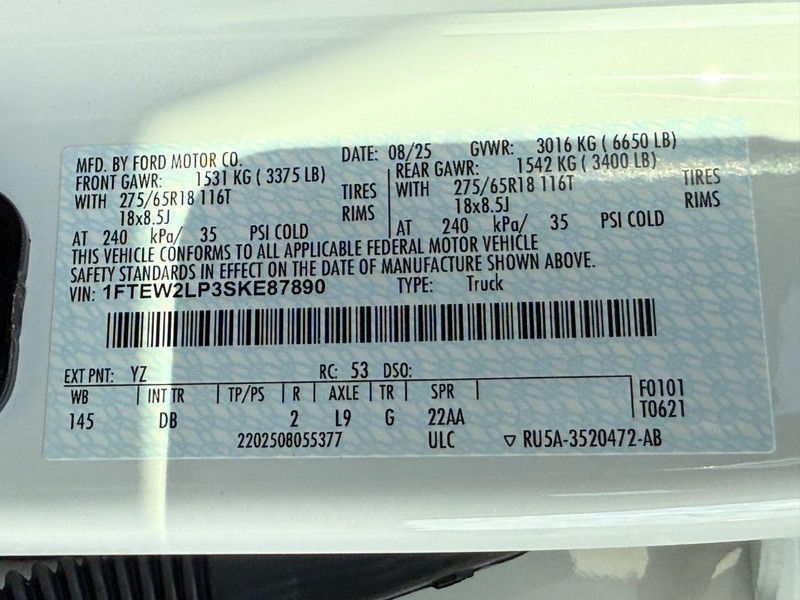 MFD. BY FORD MOTOR CO. DATE: 08/25 GVWR: 3016 KG ( 6650 LB)
FRONT GAWR: 1531 KG ( 3375 LB) REAR GAWR: 1542 KG ( 3400 LB)
WITH 275/65R18 116T TIRES 275/65R18 116T TIRES
18x8.5J RIMS WITH 18x8.5J RIMS
AT 240 kPa/ 35 PSI COLD AT 240 kPa/ 35 PSI COLD
THIS VEHICLE CONFORMS TO ALL APPLICABLE FEDERAL MOTOR VEHICLE
SAFETY STANDARDS IN EFFECT ON THE DATE OF MANUFACTURE SHOWN ABOVE.
VIN: 1FTEW2LP3SKE87890 TYPE: Truck
EXT PNT: YZ RC: 53 DSO:
WB INT TR TP/PS R AXLE TR SPR F0101
145 DB 2 L9 G 22AA T0621
2202508055377 ULC ▽ RU5A-3520472-AB